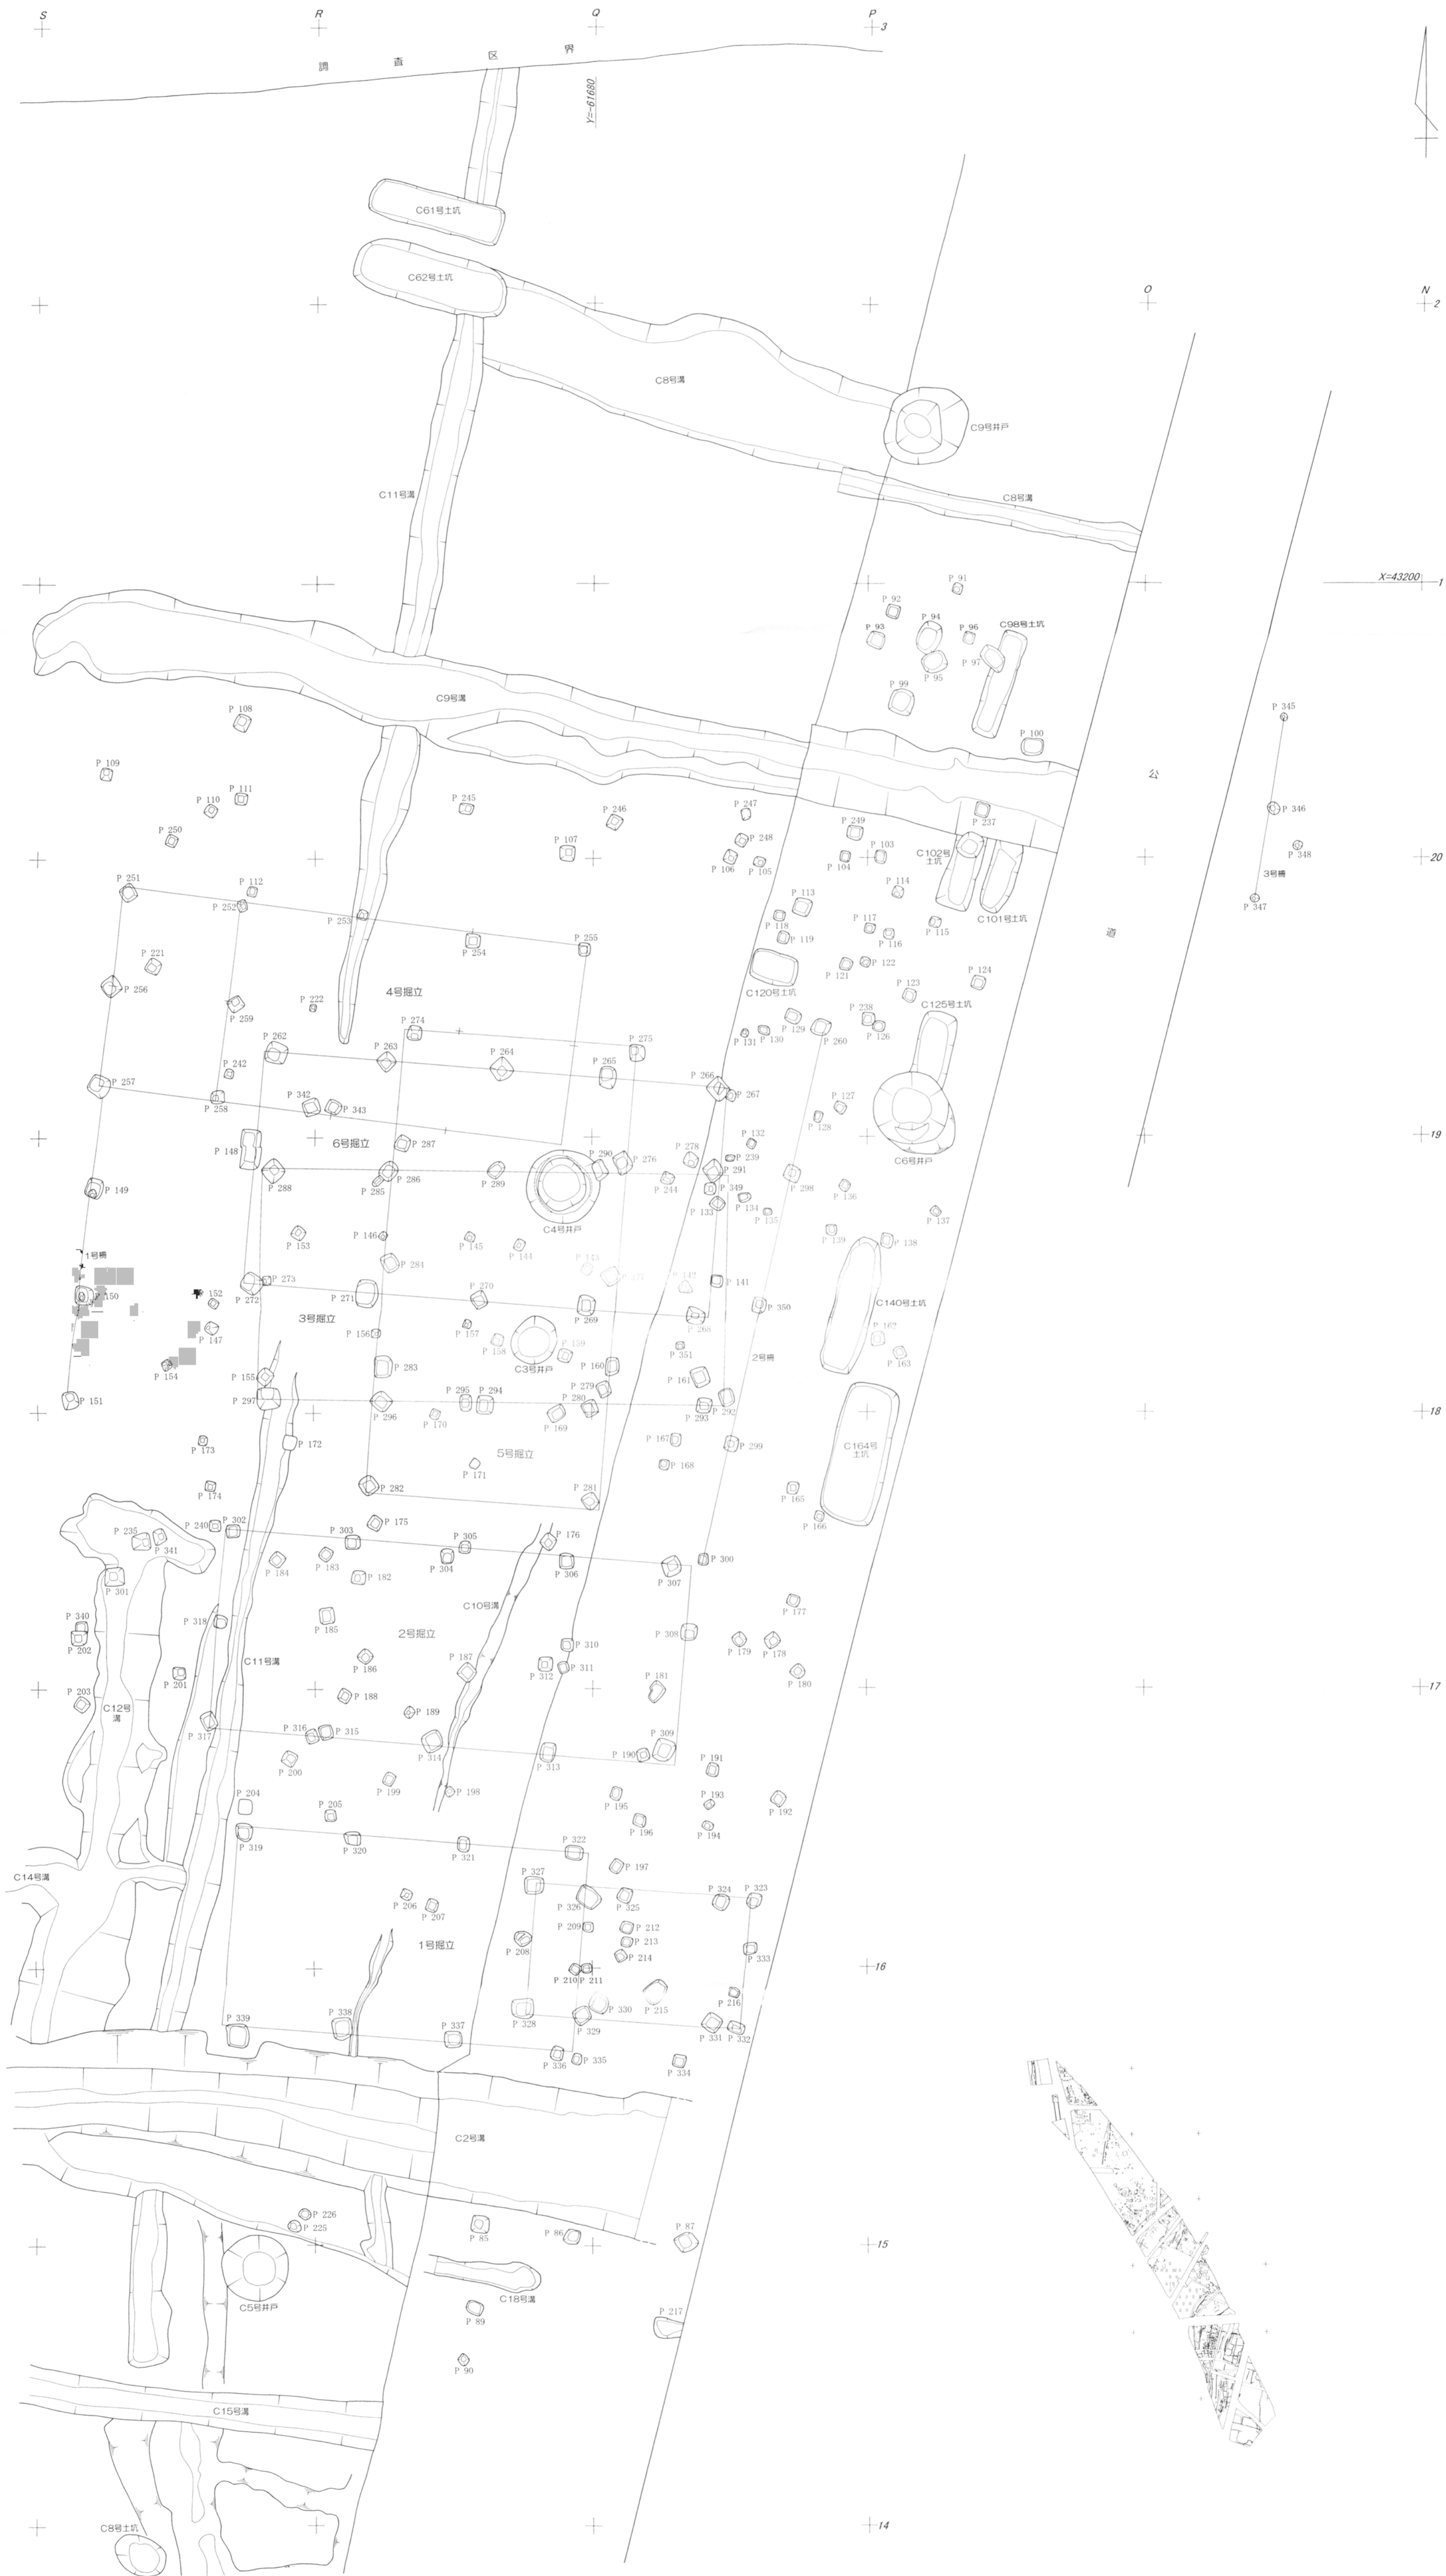 S R Q P
3
調査区界
Y=-61680
C61号土坑
C62号土坑
O N
2
C8号溝
C9号井戸
C11号溝
C8号溝
X=43200
1
P 91
P 92
P 93
P 94
P 96
C98号土坑
P 97
P 95
P 99
C9号溝
P 108
P 345
P 100
P 109
公
P 111
P 110
P 245
P 246
P 247
P 237
P 346
P 250
P 107
P 248
P 249
P 348
P 106
P 105
P 104
P 103
C102号
土坑
20
P 251
P 112
P 114
3号柵
P 252
P 253
P 113
P 347
P 118
P 117
P 115
C101号土坑
P 116
道
P 254
P 255
P 119
P 221
P 121
P 122
P 124
P 256
4号掘立
C120号土坑
P 123
P 259
P 222
C125号土坑
P 238
P 274
P 129
P 260
P 126
P 131
P 130
P 262
P 263
P 264
P 275
P 265
P 242
P 257
P 258
P 266
P 267
P 342
P 343
P 127
P 128
P 148
6号掘立
P 287
P 132
19
P 278
P 239
C6号井戸
P 290
P 276
P 291
P 288
P 285
P 286
P 289
P 244
P 298
P 149
P 349
P 136
P 133
P 134
P 135
P 137
C4号井戸
P 153
P 146
P 145
P 144
P 139
P 138
1号柵
P 284
P 273
P 141
P 150
P 152
P 272
P 271
P 270
P 269
P 350
C140号土坑
P 147
3号掘立
P 268
P 156
P 157
P 158
P 159
P 351
P 162
P 163
C3号井戸
P 154
P 283
P 160
2号柵
P 155
P 161
P 151
P 297
P 296
P 295
P 294
P 279
P 280
P 293
P 292
P 170
P 169
18
P 173
P 172
5号掘立
P 167
P 299
C164号
土坑
P 171
P 168
P 174
P 282
P 281
P 165
P 166
P 240
P 302
P 175
P 235
P 341
P 303
P 305
P 176
P 184
P 183
P 304
P 306
P 307
P 300
P 301
P 182
C10号溝
P 177
P 340
P 318
P 185
P 308
P 202
2号掘立
P 310
P 179
P 178
C11号溝
P 186
P 187
P 312
P 311
P 180
P 201
P 181
P 203
P 188
17
C12号
溝
P 189
P 317
P 316
P 315
P 314
P 309
P 313
P 190
P 191
P 200
P 199
P 198
P 195
P 193
P 192
P 204
P 205
P 196
P 194
P 319
P 320
P 321
P 322
P 197
C14号溝
P 327
P 324
P 323
P 206
P 207
P 326
P 325
P 209
P 212
P 208
P 213
1号掘立
P 214
P 333
P 210
P 211
16
P 216
P 330
P 215
P 339
P 338
P 337
P 328
P 329
P 331
P 332
P 336
P 335
P 334
C2号溝
P 226
P 225
P 85
P 86
P 87
15
C5号井戸
C18号溝
P 89
P 217
P 90
C15号溝
C8号土坑
14